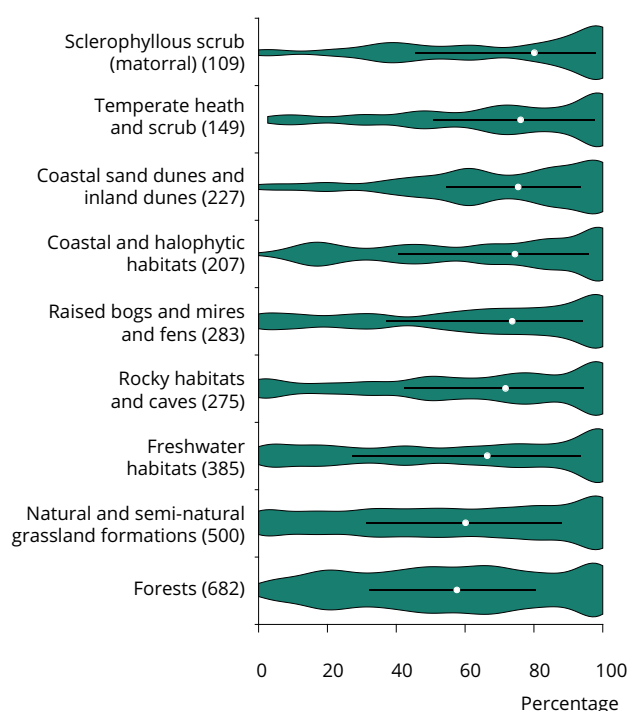 Sclerophyllous scrub
(matorral) (109)
Temperate heath
and scrub (149)
Coastal sand dunes and
inland dunes (227)
Coastal and halophytic
habitats (207)
Raised bogs and mires
and fens (283)
Rocky habitats
and caves (275)
Freshwater
habitats (385)
Natural and semi-natural
grassland formations (500)
Forests (682)
0 20 40 60 80 100
Percentage